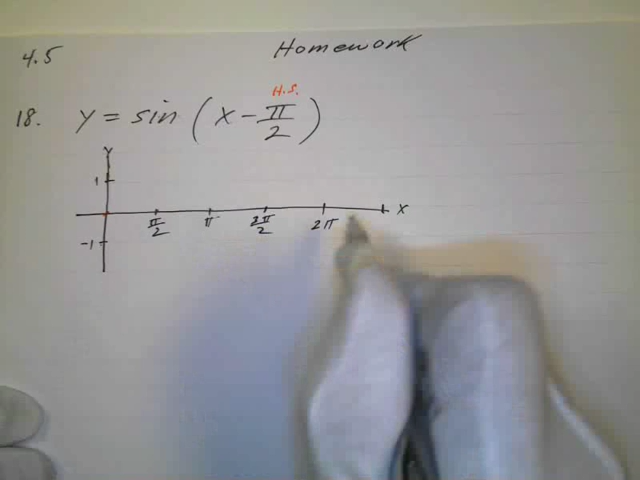 4.5 Homework
H.S.
18. y = sin (x - π/2)
y
1
x
-1
π/2 π 3π/2 2π